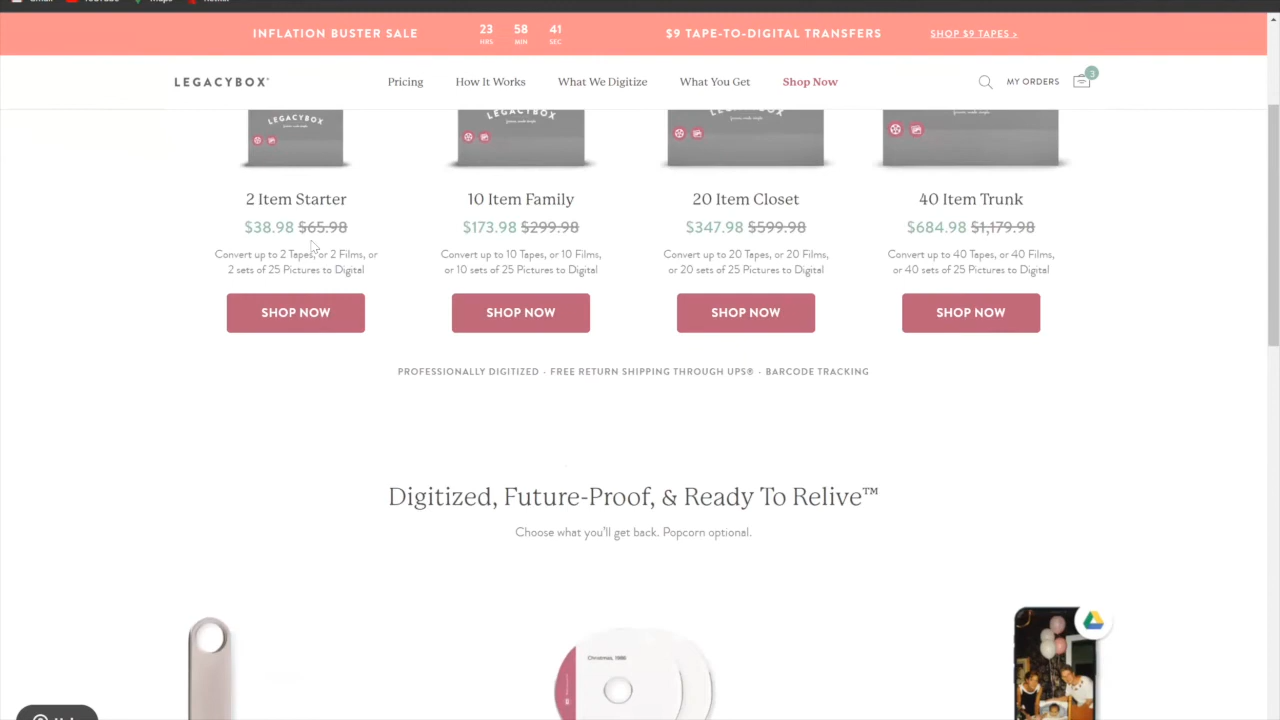 INFLATION BUSTER SALE
23 58 41
HRS MIN SEC
$9 TAPE-TO-DIGITAL TRANSFERS
SHOP $9 TAPES >
LEGACYBOX
Pricing
How It Works
What We Digitize
What You Get
Shop Now
MY ORDERS
3
LEGACYBOX
LEGACYBOX
2 Item Starter
$38.98 $65.98
Convert up to 2 Tapes, or 2 Films, or
2 sets of 25 Pictures to Digital
SHOP NOW
10 Item Family
$173.98 $299.98
Convert up to 10 Tapes, or 10 Films,
or 10 sets of 25 Pictures to Digital
SHOP NOW
20 Item Closet
$347.98 $599.98
Convert up to 20 Tapes, or 20 Films,
or 20 sets of 25 Pictures to Digital
SHOP NOW
40 Item Trunk
$684.98 $1,179.98
Convert up to 40 Tapes, or 40 Films,
or 40 sets of 25 Pictures to Digital
SHOP NOW
PROFESSIONALLY DIGITIZED · FREE RETURN SHIPPING THROUGH UPS® · BARCODE TRACKING
Digitized, Future-Proof, & Ready To Relive™
Choose what you'll get back. Popcorn optional.
Christmas, 1986